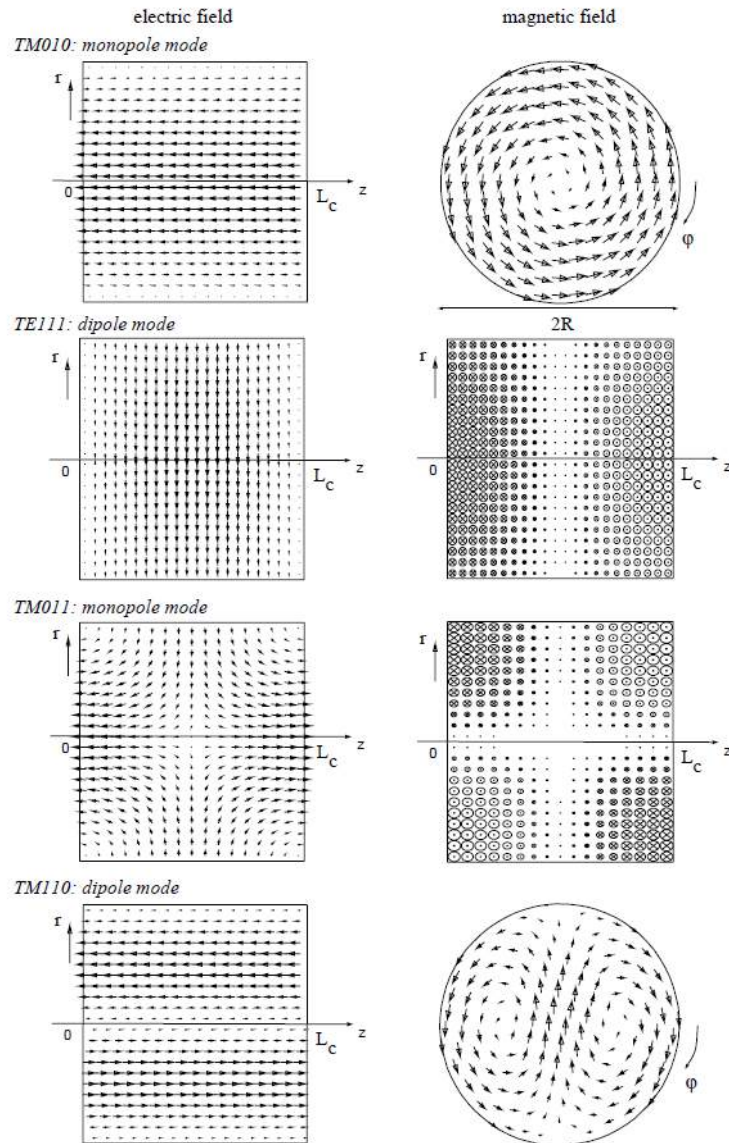 electric field
magnetic field
TM010: monopole mode
r
0
L_c
z
φ
2R
TE111: dipole mode
r
0
L_c
z
r
0
L_c
z
TM011: monopole mode
r
0
L_c
z
r
0
L_c
z
TM110: dipole mode
r
0
L_c
z
φ